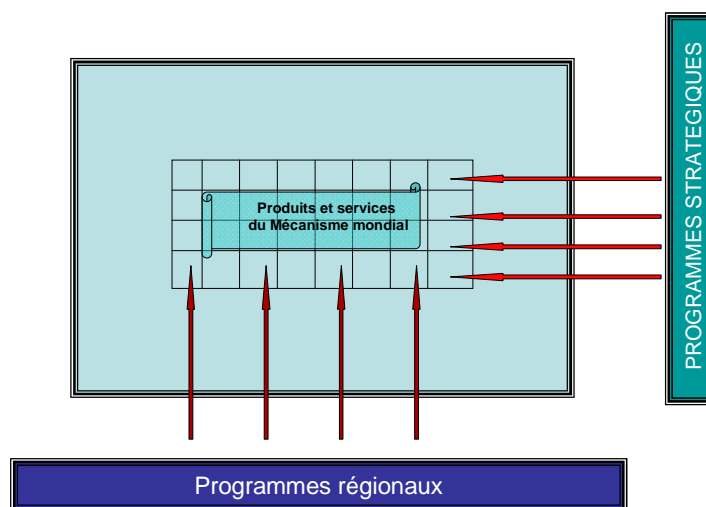 PROGRAMMES STRATEGIQUES
Produits et services
du Mécanisme mondial
Programmes régionaux